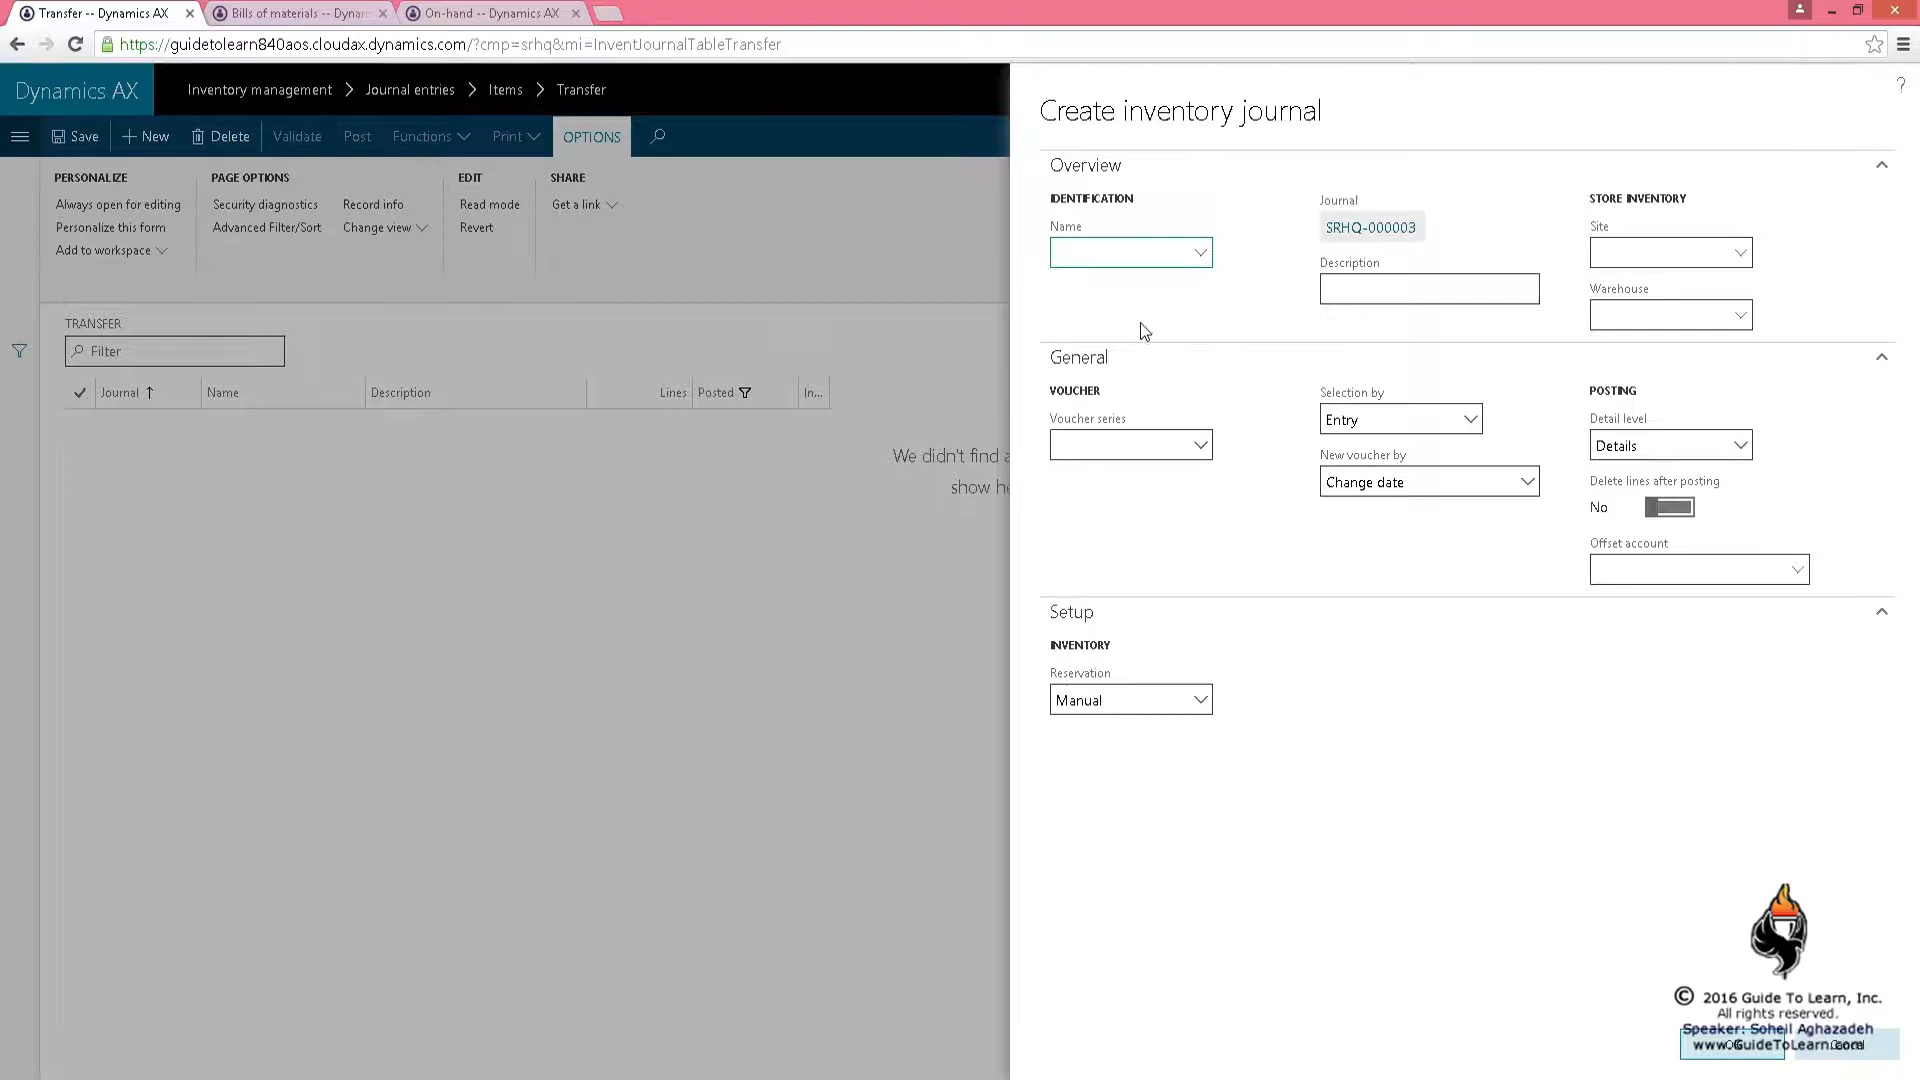 Transfer -- Dynamics AX
Bills of materials -- Dynam
On-hand -- Dynamics AX
https://guidetolearn840aos.cloudax.dynamics.com/?cmp=srhq&mi=InventJournalTableTransfer
Dynamics AX
Inventory management > Journal entries > Items > Transfer
?
Save
New
Delete
Validate
Post
Functions
Print
OPTIONS
PERSONALIZE
Always open for editing
Personalize this form
Add to workspace
PAGE OPTIONS
Security diagnostics
Advanced Filter/Sort
Record info
Change view
EDIT
Read mode
Revert
SHARE
Get a link
TRANSFER
Filter
Journal
Name
Description
Lines
Posted
In...
We didn't find a
show he
Create inventory journal
Overview
IDENTIFICATION
Name
Journal
SRHQ-000003
Description
STORE INVENTORY
Site
Warehouse
General
VOUCHER
Voucher series
Selection by
Entry
New voucher by
Change date
POSTING
Detail level
Details
Delete lines after posting
No
Offset account
Setup
INVENTORY
Reservation
Manual
© 2016 Guide To Learn, Inc.
All rights reserved.
Speaker: Soheil Aghazadeh
www.GuideToLearn.com